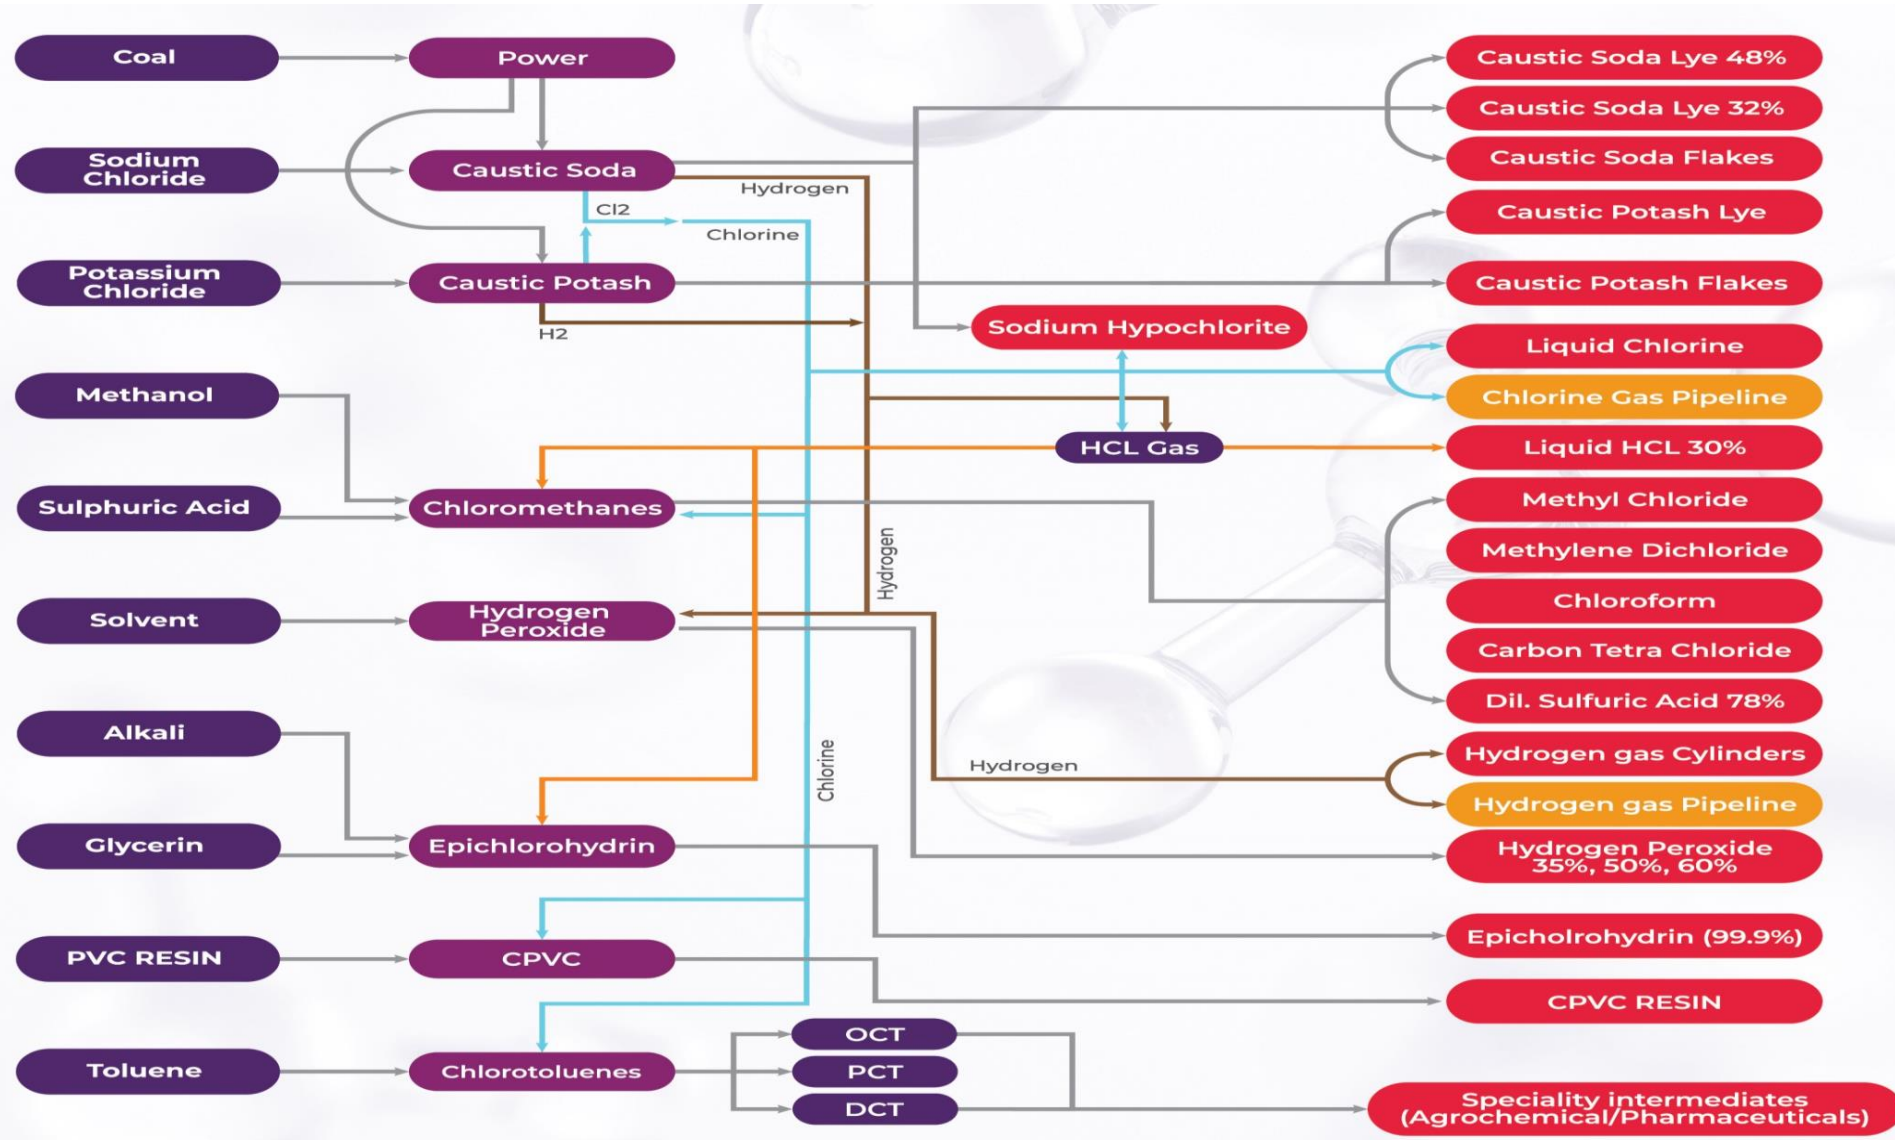 Coal
Power
Caustic Soda Lye 48%
Caustic Soda Lye 32%
Sodium
Chloride
Caustic Soda
Caustic Soda Flakes
Hydrogen
Cl2
Chlorine
Caustic Potash Lye
Potassium
Chloride
Caustic Potash
Caustic Potash Flakes
H2
Sodium Hypochlorite
Liquid Chlorine
Methanol
Chlorine Gas Pipeline
HCL Gas
Liquid HCL 30%
Sulphuric Acid
Chloromethanes
Methyl Chloride
Methylene Dichloride
Hydrogen
Chloroform
Solvent
Hydrogen
Peroxide
Carbon Tetra Chloride
Dil. Sulfuric Acid 78%
Alkali
Chlorine
Hydrogen
Hydrogen gas Cylinders
Hydrogen gas Pipeline
Glycerin
Epichlorohydrin
Hydrogen Peroxide
35%, 50%, 60%
Epicholrohydrin (99.9%)
PVC RESIN
CPVC
CPVC RESIN
OCT
Toluene
Chlorotoluenes
PCT
DCT
Speciality intermediates
(Agrochemical/Pharmaceuticals)